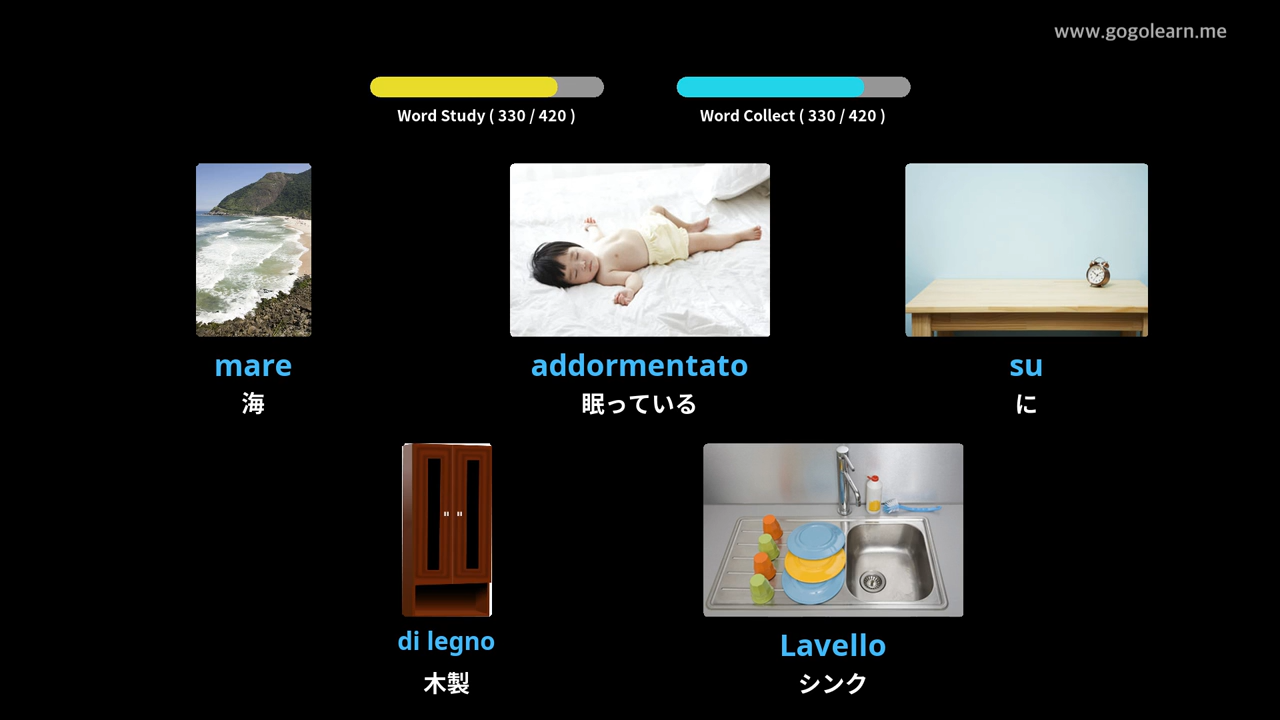 www.gogolearn.me
Word Study ( 330 / 420 )
Word Collect ( 330 / 420 )
mare
海
addormentato
眠っている
su
に
di legno
木製
Lavello
シンク